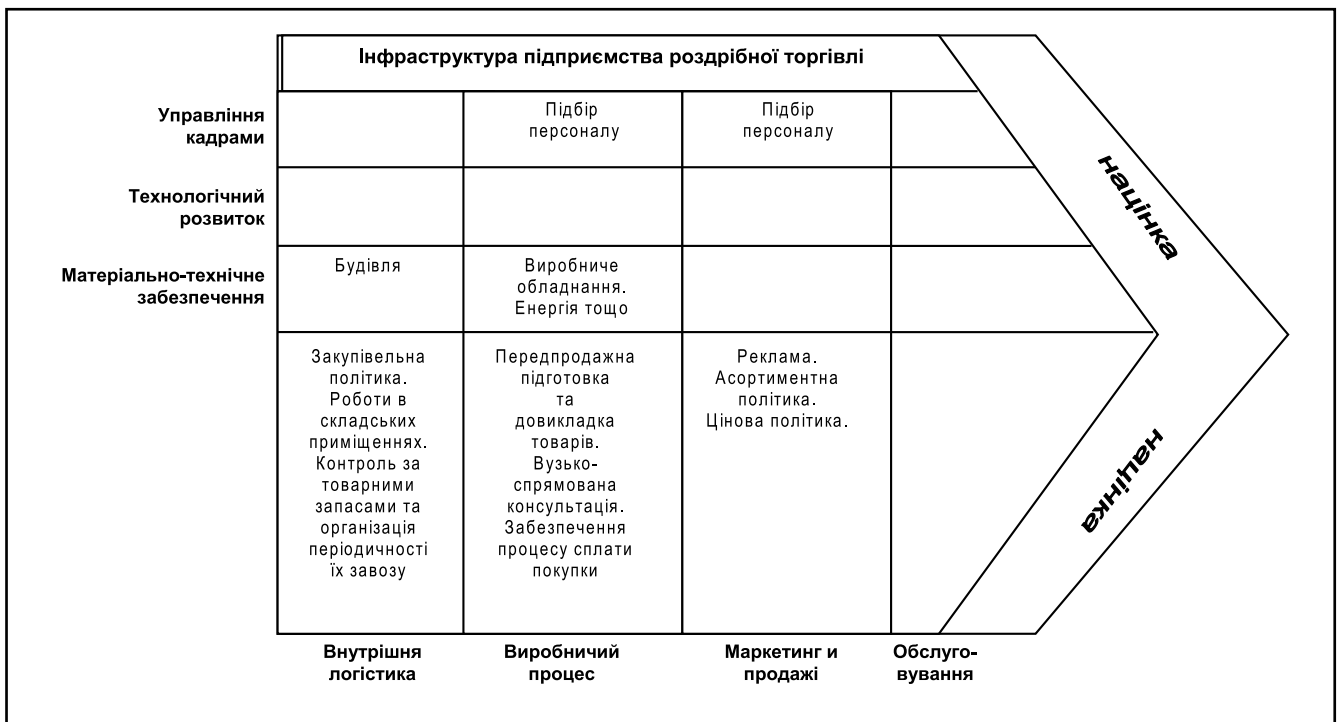 Інфраструктура підприємства роздрібної торгівлі
Управління
кадрами
Підбір
персоналу
Підбір
персоналу
Технологічний
розвиток
Матеріально-технічне
забезпечення
Будівля
Виробниче
обладнання.
Енергія тощо
Закупівельна
політика.
Роботи в
складських
приміщеннях.
Контроль за
товарними
запасами та
організація
періодичності
їх завозу
Передпродажна
підготовка
та
довикладка
товарів.
Вузько-
спрямована
консультація.
Забезпечення
процесу сплати
покупки
Реклама.
Асортиментна
політика.
Цінова політика.
націнка
націнка
Внутрішня
логістика
Виробничий
процес
Маркетинг и
продажі
Обслуго-
вування